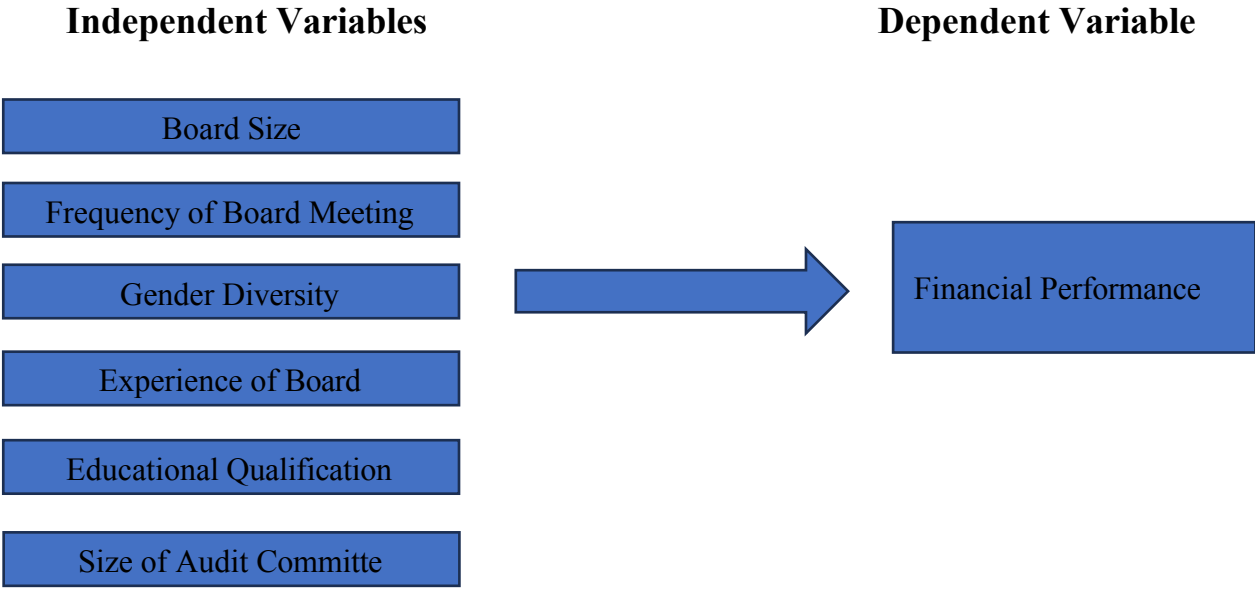 Independent Variables
Dependent Variable
Board Size
Frequency of Board Meeting
Gender Diversity
Experience of Board
Educational Qualification
Size of Audit Committe
Financial Performance